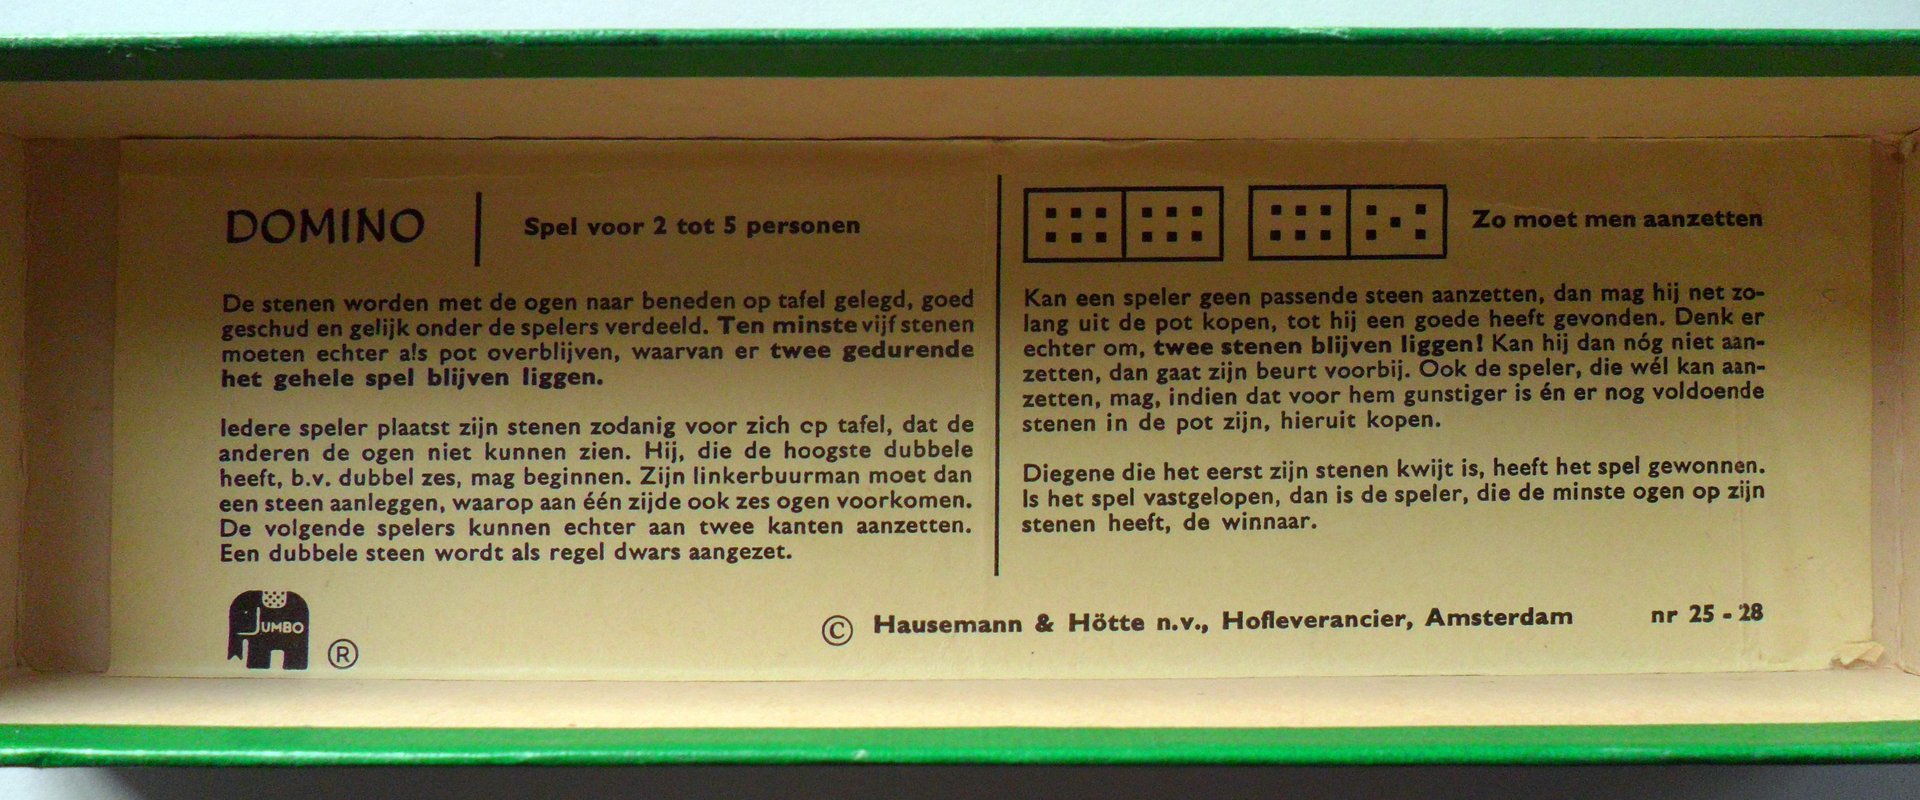 DOMINO
Spel voor 2 tot 5 personen
De stenen worden met de ogen naar beneden op tafel gelegd, goed
geschud en gelijk onder de spelers verdeeld. Ten minste vijf stenen
moeten echter als pot overblijven, waarvan er twee gedurende
het gehele spel blijven liggen.
Iedere speler plaatst zijn stenen zodanig voor zich op tafel, dat de
anderen de ogen niet kunnen zien. Hij, die de hoogste dubbele
heeft, b.v. dubbel zes, mag beginnen. Zijn linkerbuurman moet dan
een steen aanleggen, waarop aan één zijde ook zes ogen voorkomen.
De volgende spelers kunnen echter aan twee kanten aanzetten.
Een dubbele steen wordt als regel dwars aangezet.
JUMBO
®
Zo moet men aanzetten
Kan een speler geen passende steen aanzetten, dan mag hij net zo-
lang uit de pot kopen, tot hij een goede heeft gevonden. Denk er
echter om, twee stenen blijven liggen! Kan hij dan nóg niet aan-
zetten, dan gaat zijn beurt voorbij. Ook de speler, die wél kan aan-
zetten, mag, indien dat voor hem gunstiger is én er nog voldoende
stenen in de pot zijn, hieruit kopen.
Diegene die het eerst zijn stenen kwijt is, heeft het spel gewonnen.
Is het spel vastgelopen, dan is de speler, die de minste ogen op zijn
stenen heeft, de winnaar.
© Hausemann & Hötte n.v., Hofleverancier, Amsterdam
nr 25 - 28